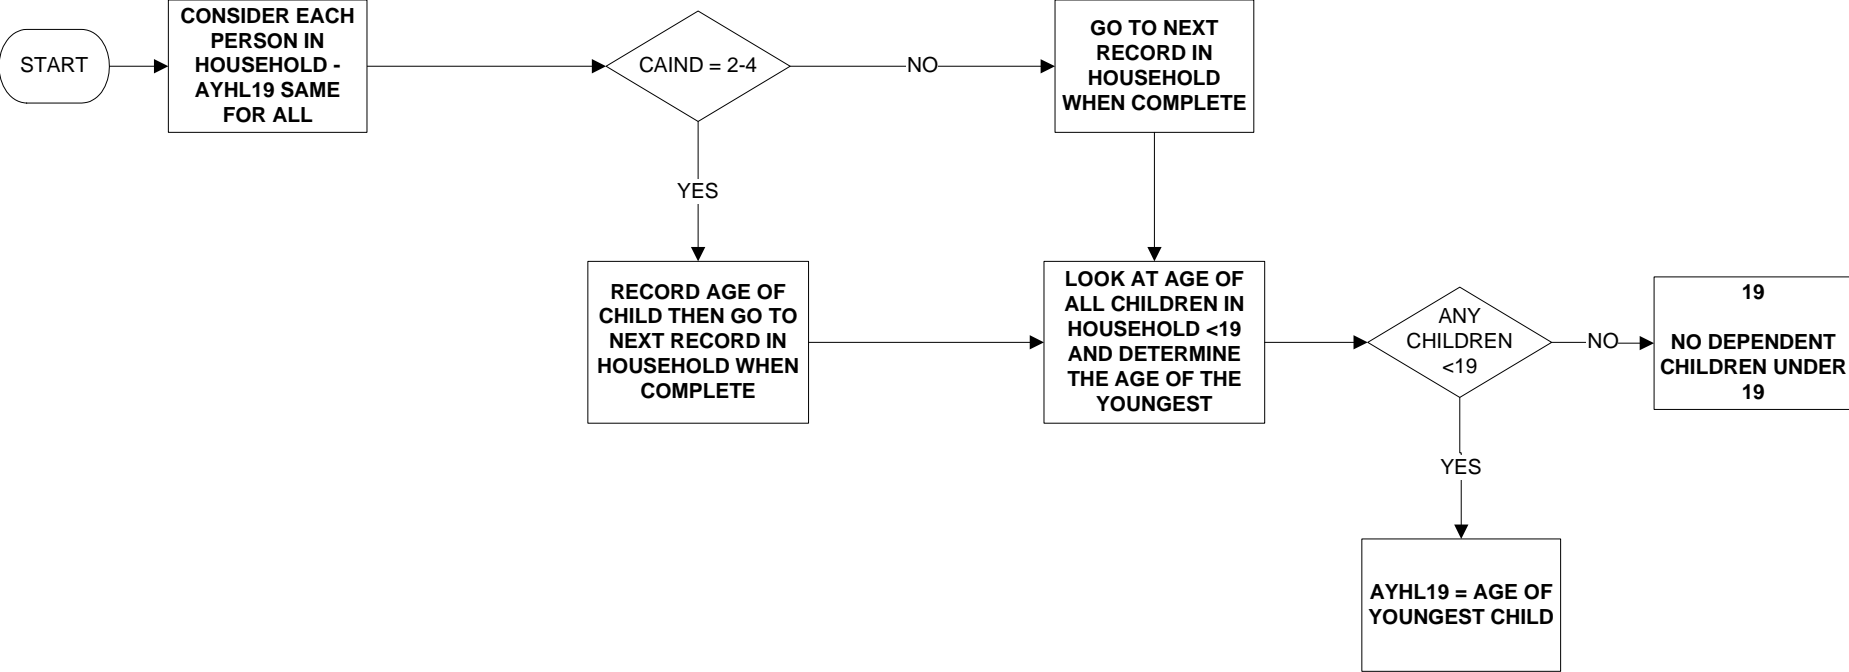 START
CONSIDER EACH
PERSON IN
HOUSEHOLD -
AYHL19 SAME
FOR ALL
CAIND = 2-4
NO
GO TO NEXT
RECORD IN
HOUSEHOLD
WHEN COMPLETE
YES
RECORD AGE OF
CHILD THEN GO TO
NEXT RECORD IN
HOUSEHOLD WHEN
COMPLETE
LOOK AT AGE OF
ALL CHILDREN IN
HOUSEHOLD <19
AND DETERMINE
THE AGE OF THE
YOUNGEST
ANY
CHILDREN
<19
NO
19
NO DEPENDENT
CHILDREN UNDER
19
YES
AYHL19 = AGE OF
YOUNGEST CHILD